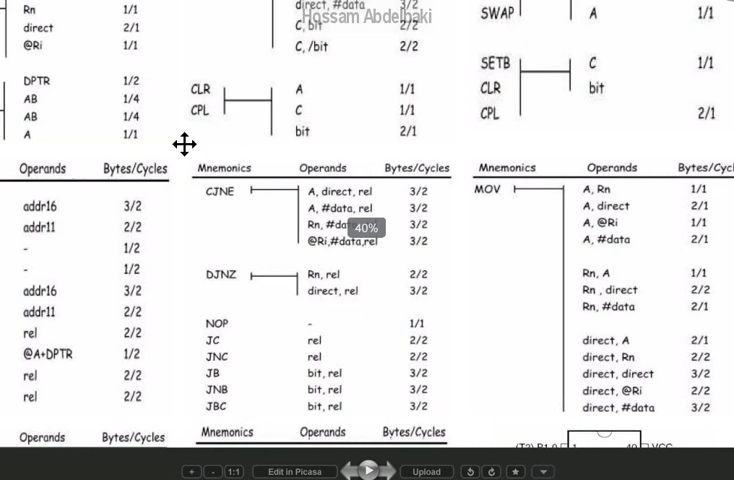 Rn 1/1
direct 2/1
@Ri 1/1
DPTR 1/2
AB 1/4
AB 1/4
A 1/1
direct, #data 3/2
Hossam Abdelbaki
C, bit 2/2
C, /bit 2/2
CLR A 1/1
CPL C 1/1
bit 2/1
SWAP A 1/1
SETB C 1/1
CLR bit
CPL 2/1
Operands Bytes/Cycles
addr16 3/2
addr11 2/2
- 1/2
- 1/2
addr16 3/2
addr11 2/2
rel 2/2
@A+DPTR 1/2
rel 2/2
rel 2/2
Operands Bytes/Cycles
Mnemonics Operands Bytes/Cycles
CJNE A, direct, rel 3/2
A, #data, rel 3/2
Rn, #da 3/2
@Ri,#data,rel 3/2
40%
DJNZ Rn, rel 2/2
direct, rel 3/2
NOP - 1/1
JC rel 2/2
JNC rel 2/2
JB bit, rel 3/2
JNB bit, rel 3/2
JBC bit, rel 3/2
Mnemonics Operands Bytes/Cycles
Mnemonics Operands Bytes/Cyc
MOV A, Rn 1/1
A, direct 2/1
A, @Ri 1/1
A, #data 2/1
Rn, A 1/1
Rn , direct 2/2
Rn, #data 2/1
direct, A 2/1
direct, Rn 2/2
direct, direct 3/2
direct, @Ri 2/2
direct, #data 3/2
+ - 1:1 Edit in Picasa Upload